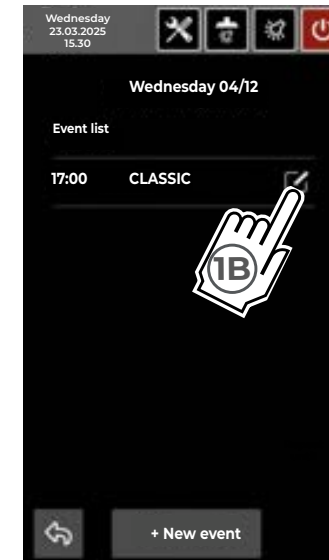 Wednesday
23.03.2025
15.30
Wednesday 04/12
Event list
17:00 CLASSIC
1B
+ New event